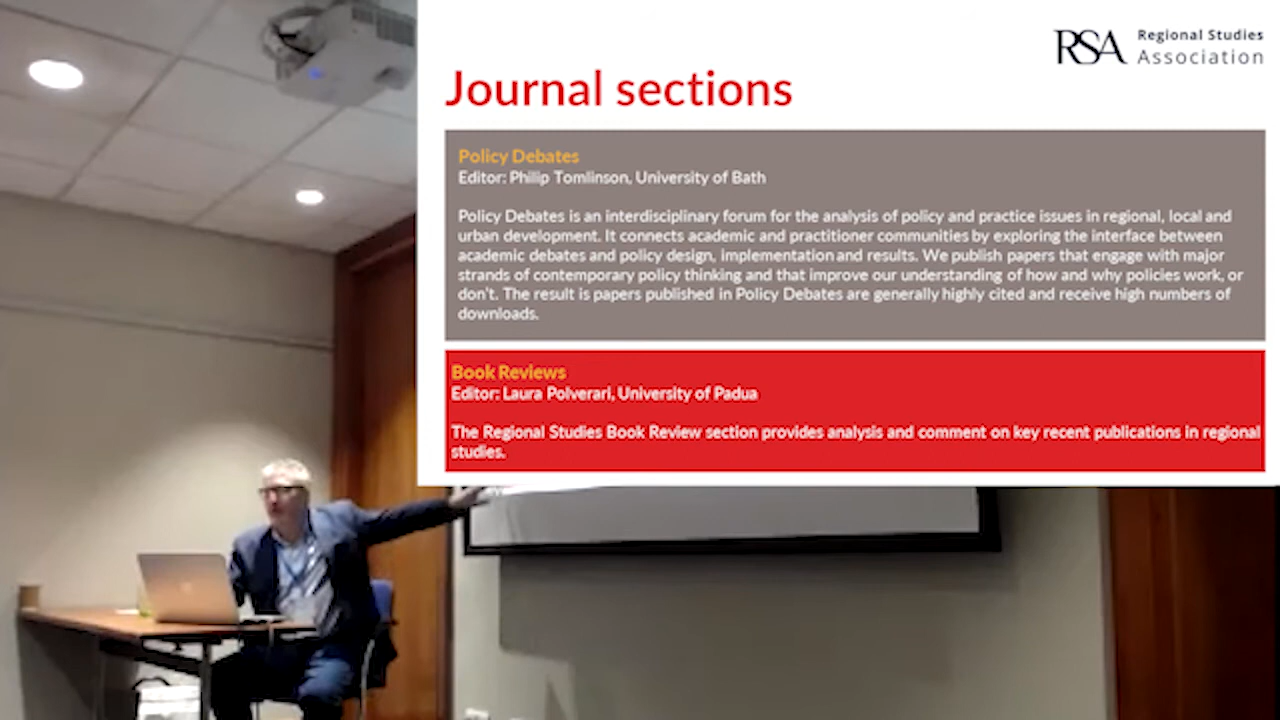 RSA Regional Studies
Association
Journal sections
Policy Debates
Editor: Philip Tomlinson, University of Bath
Policy Debates is an interdisciplinary forum for the analysis of policy and practice issues in regional, local and
urban development. It connects academic and practitioner communities by exploring the interface between
academic debates and policy design, implementation and results. We publish papers that engage with major
strands of contemporary policy thinking and that improve our understanding of how and why policies work, or
don't. The result is papers published in Policy Debates are generally highly cited and receive high numbers of
downloads.
Book Reviews
Editor: Laura Polverari, University of Padua
The Regional Studies Book Review section provides analysis and comment on key recent publications in regional
studies.